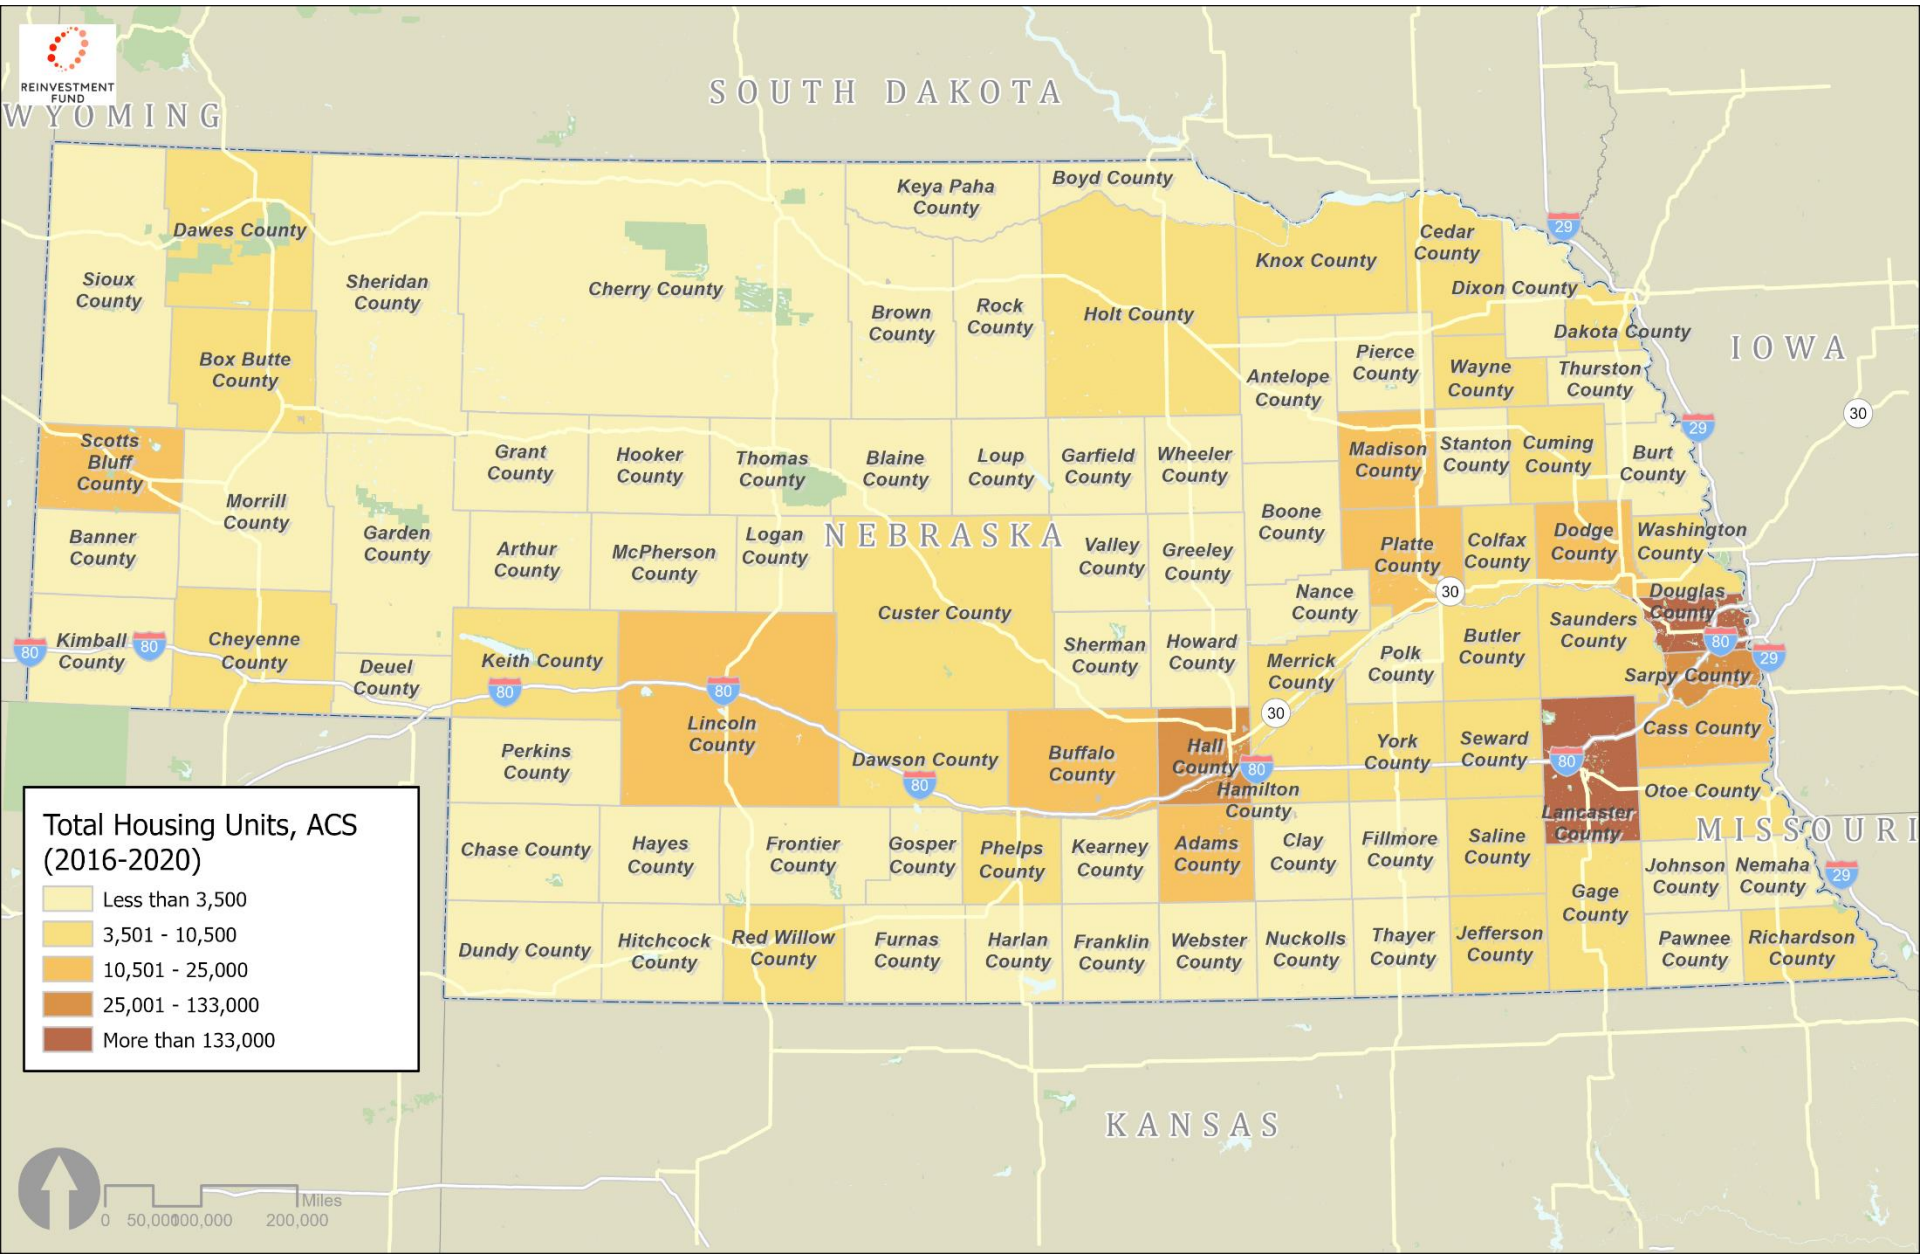 REINVESTMENT
FUND
WYOMING
SOUTH DAKOTA
IOWA
NEBRASKA
MISSOURI
KANSAS
Sioux
County
Dawes County
Sheridan
County
Cherry County
Keya Paha
County
Boyd County
Knox County
Cedar
County
Dixon County
29
Box Butte
County
Brown
County
Rock
County
Holt County
Antelope
County
Pierce
County
Wayne
County
Dakota County
Thurston
County
30
29
Scotts
Bluff
County
Morrill
County
Garden
County
Grant
County
Hooker
County
Thomas
County
Blaine
County
Loup
County
Garfield
County
Wheeler
County
Boone
County
Madison
County
Stanton
County
Cuming
County
Burt
County
Banner
County
Arthur
County
McPherson
County
Logan
County
Custer County
Valley
County
Greeley
County
Nance
County
Platte
County
30
Colfax
County
Dodge
County
Washington
County
Douglas
County
80
29
Kimball
County
80
80
Cheyenne
County
Deuel
County
Keith County
80
Lincoln
County
80
Sherman
County
Howard
County
Merrick
County
30
Polk
County
Butler
County
Saunders
County
Sarpy County
Perkins
County
Dawson County
80
Buffalo
County
Hall
County
80
Hamilton
County
York
County
Seward
County
80
Lancaster
County
Cass County
Otoe County
Chase County
Hayes
County
Frontier
County
Gosper
County
Phelps
County
Kearney
County
Adams
County
Clay
County
Fillmore
County
Saline
County
Gage
County
Johnson
County
Nemaha
County
29
Dundy County
Hitchcock
County
Red Willow
County
Furnas
County
Harlan
County
Franklin
County
Webster
County
Nuckolls
County
Thayer
County
Jefferson
County
Pawnee
County
Richardson
County
Total Housing Units, ACS
(2016-2020)
Less than 3,500
3,501 - 10,500
10,501 - 25,000
25,001 - 133,000
More than 133,000
Miles
0 50,000 100,000 200,000